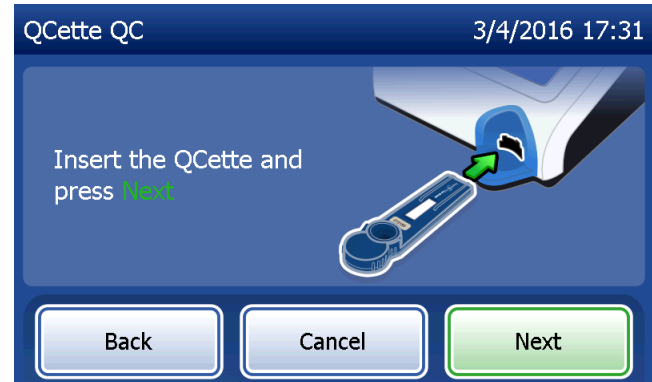 QCette QC 3/4/2016 17:31
Insert the QCette and
press Next
Back Cancel Next